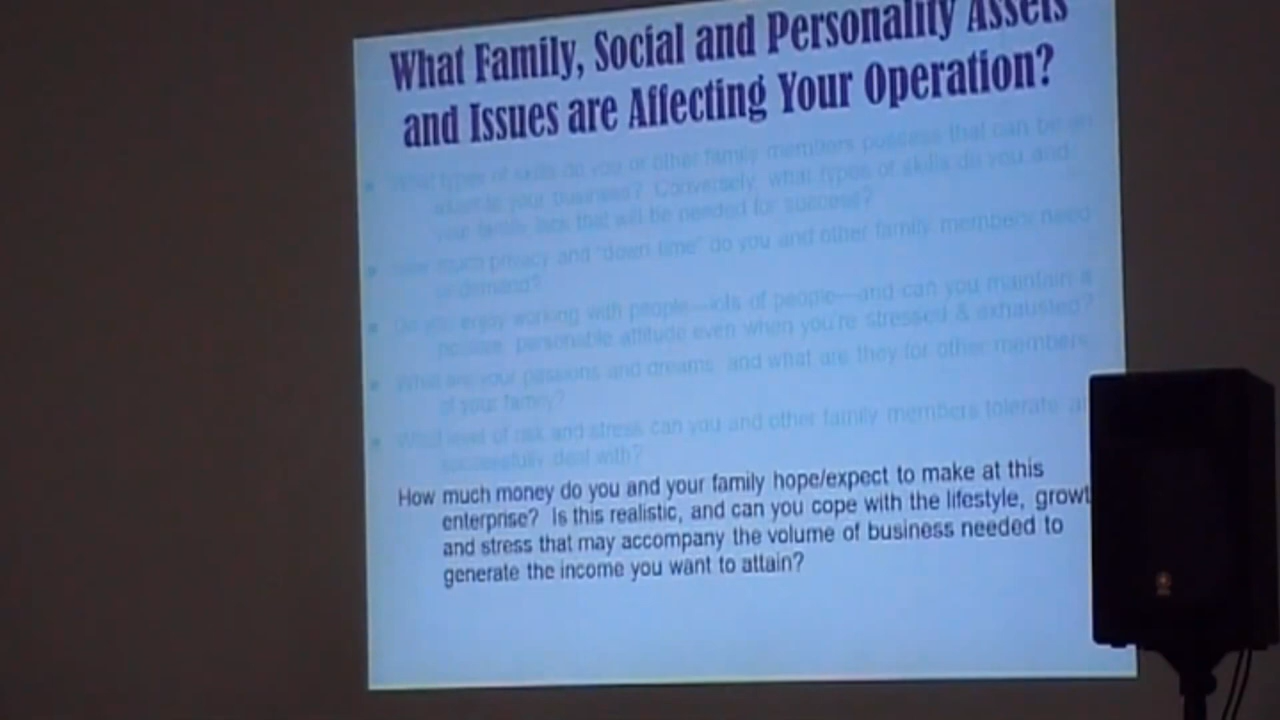 What Family, Social and Personality Assets
and Issues are Affecting Your Operation?
What types of skills do you or other family members possess that can be an
asset to your business? Conversely, what types of skills do you and
your family lack that will be needed for success?
How much privacy and "down time" do you and other family members need
or demand?
Do you enjoy working with people—lots of people—and can you maintain a
positive, personable attitude even when you're stressed & exhausted?
What are your passions and dreams, and what are they for other members
of your family?
What level of risk and stress can you and other family members tolerate
successfully deal with?
How much money do you and your family hope/expect to make at this
enterprise? Is this realistic, and can you cope with the lifestyle, growt
and stress that may accompany the volume of business needed to
generate the income you want to attain?